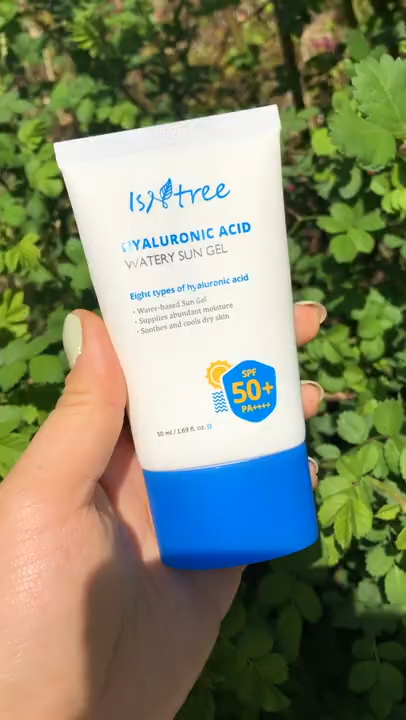 Isntree
HYALURONIC ACID
WATERY SUN GEL
Eight types of hyaluronic acid
· Water-based Sun Gel
· Supplies abundant moisture
· Soothes and cools dry skin
SPF
50+
PA++++
50 ml / 1.69 fl. oz.